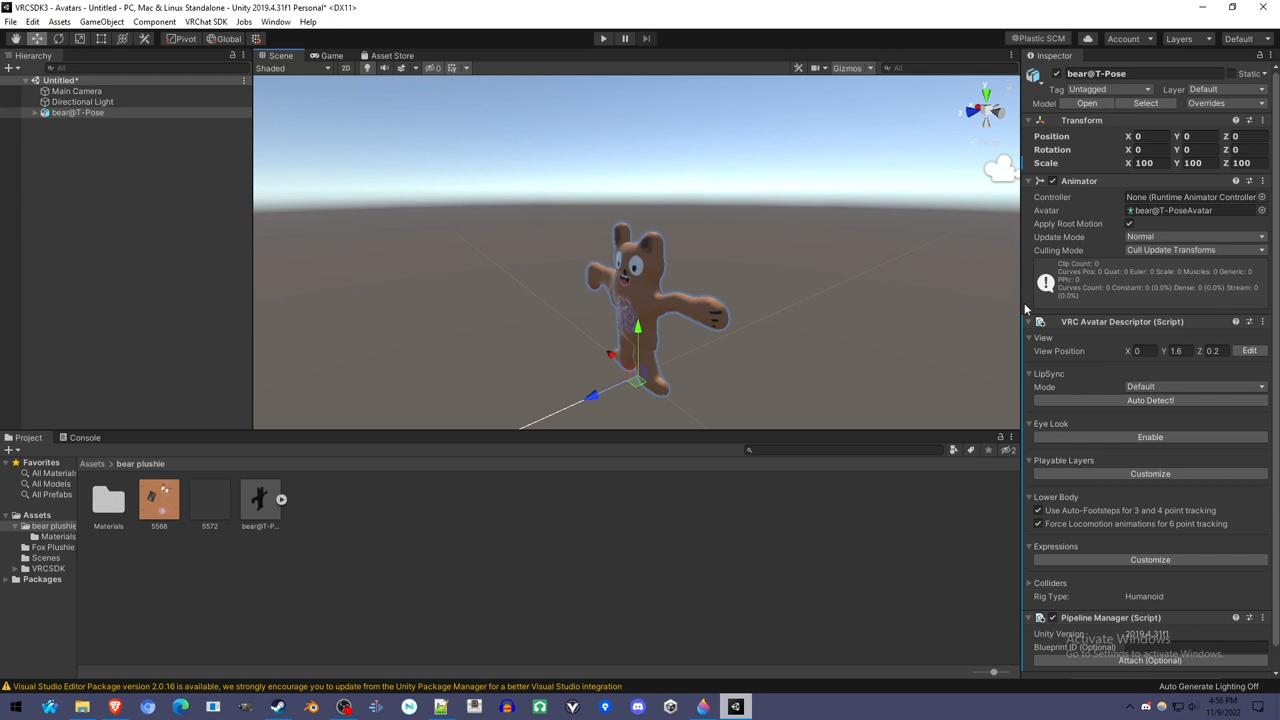 VRCSDK3 - Avatars - Untitled - PC, Mac & Linux Standalone - Unity 2019.4.31f1 Personal* <DX11>
File Edit Assets GameObject Component VRChat SDK Jobs Window Help
Pivot Global Plastic SCM Account Layers Default
Hierarchy Scene Game Asset Store Inspector
All Shaded 2D 0 Gizmos All
Untitled*
Main Camera
Directional Light
bear@T-Pose
y
z
Persp
bear@T-Pose Static
Tag Untagged Layer Default
Model Open Select Overrides
Transform
Position X 0 Y 0 Z 0
Rotation X 0 Y 0 Z 0
Scale X 100 Y 100 Z 100
Animator
Controller None (Runtime Animator Controller
Avatar bear@T-PoseAvatar
Apply Root Motion
Update Mode Normal
Culling Mode Cull Update Transforms
Clip Count: 0
Curves Pos: 0 Quat: 0 Euler: 0 Scale: 0 Muscles: 0 Generic: 0
PPtr: 0
Curves Count: 0 Constant: 0 (0.0%) Dense: 0 (0.0%) Stream: 0
(0.0%)
VRC Avatar Descriptor (Script)
View
View Position X 0 Y 1.6 Z 0.2 Edit
LipSync
Mode Default
Auto Detect!
Eye Look
Enable
Playable Layers
Customize
Lower Body
Use Auto-Footsteps for 3 and 4 point tracking
Force Locomotion animations for 6 point tracking
Expressions
Customize
Colliders
Rig Type: Humanoid
Pipeline Manager (Script)
Unity Version 2019.4.31f1
Blueprint ID (Optional)
Attach (Optional)
Activate Windows
Go to Settings to activate Windows.
Project Console
2
Favorites
All Materials
All Models
All Prefabs
Assets
bear plushie
Materials
Fox Plushie
Scenes
VRCSDK
Packages
Assets bear plushie
Materials 5568 5572 bear@T-P...
Visual Studio Editor Package version 2.0.16 is available, we strongly encourage you to update from the Unity Package Manager for a better Visual Studio integration
Auto Generate Lighting Off
4:56 PM
11/9/2022